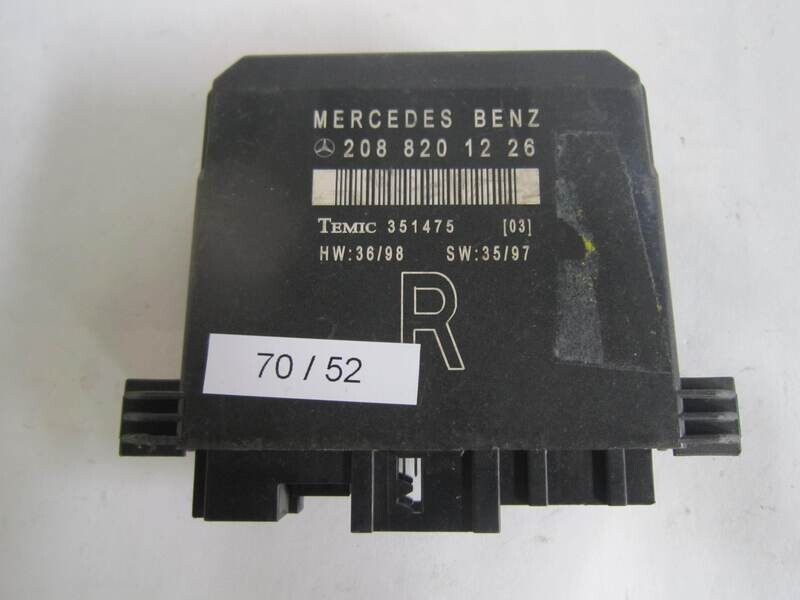 MERCEDES BENZ
208 820 12 26
TEMIC 351475 [03]
HW:36/98 SW:35/97
R
70 / 52